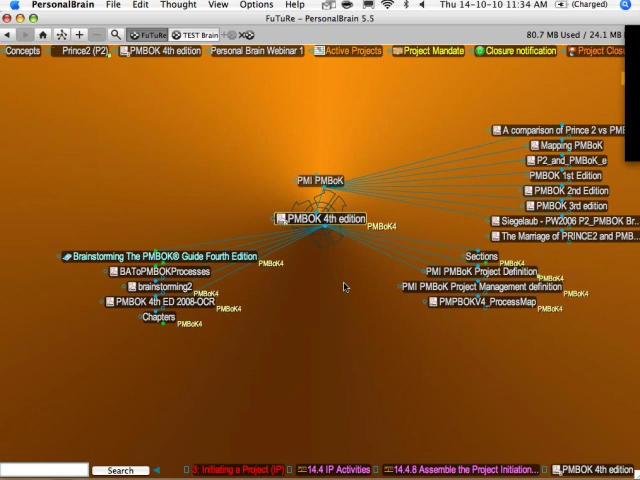 PersonalBrain File Edit Thought View Options Help Thu 14-10-10 11:34 AM (Charged)
FuTuRe – PersonalBrain 5.5
FuTuRe TEST Brain 80.7 MB Used / 24.1 MB
Concepts Prince2 (P2) PMBOK 4th edition Personal Brain Webinar 1 Active Projects Project Mandate Closure notification Project Clos
A comparison of Prince 2 vs PMB
Mapping PMBoK
P2_and_PMBoK_e
PMBOK 1st Edition
PMBOK 2nd Edition
PMBOK 3rd edition
Siegelaub - PW2006 P2_PMBOK Br...
The Marriage of PRINCE2 and PMB...
PMI PMBoK
PMBOK 4th edition
PMBoK4
Brainstorming The PMBOK® Guide Fourth Edition
PMBoK4
BAToPMBOKProcesses
brainstorming2
PMBoK4
PMBOK 4th ED 2008-OCR
PMBoK4
Chapters
PMBoK4
Sections
PMBoK4
PMI PMBoK Project Definition
PMBoK4
PMI PMBoK Project Management definition
PMBoK4
PMPBOKV4_ProcessMap
PMBoK4
Search
3: Initiating a Project (IP) 14.4 IP Activities 14.4.8 Assemble the Project Initiation... PMBOK 4th edition